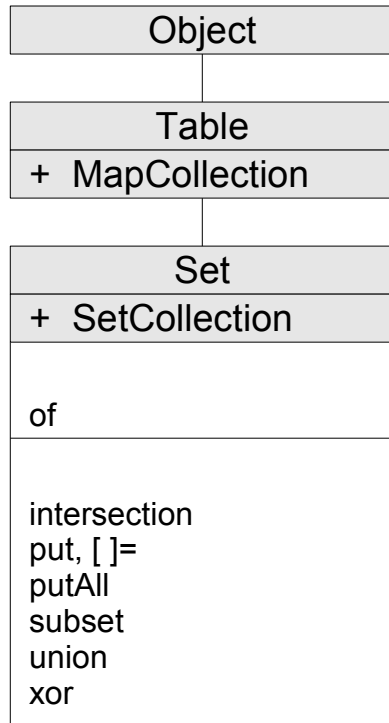 Object
Table
+ MapCollection
Set
+ SetCollection
of
intersection
put, [ ]=
putAll
subset
union
xor